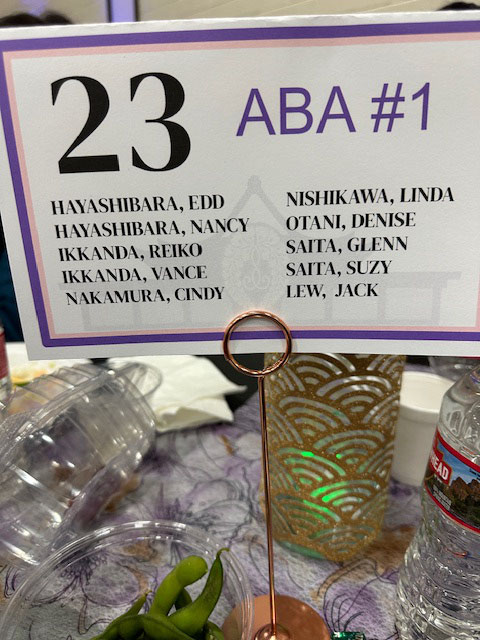 23
ABA #1
HAYASHIBARA, EDD
HAYASHIBARA, NANCY
IKKANDA, REIKO
IKKANDA, VANCE
NAKAMURA, CINDY
NISHIKAWA, LINDA
OTANI, DENISE
SAITA, GLENN
SAITA, SUZY
LEW, JACK